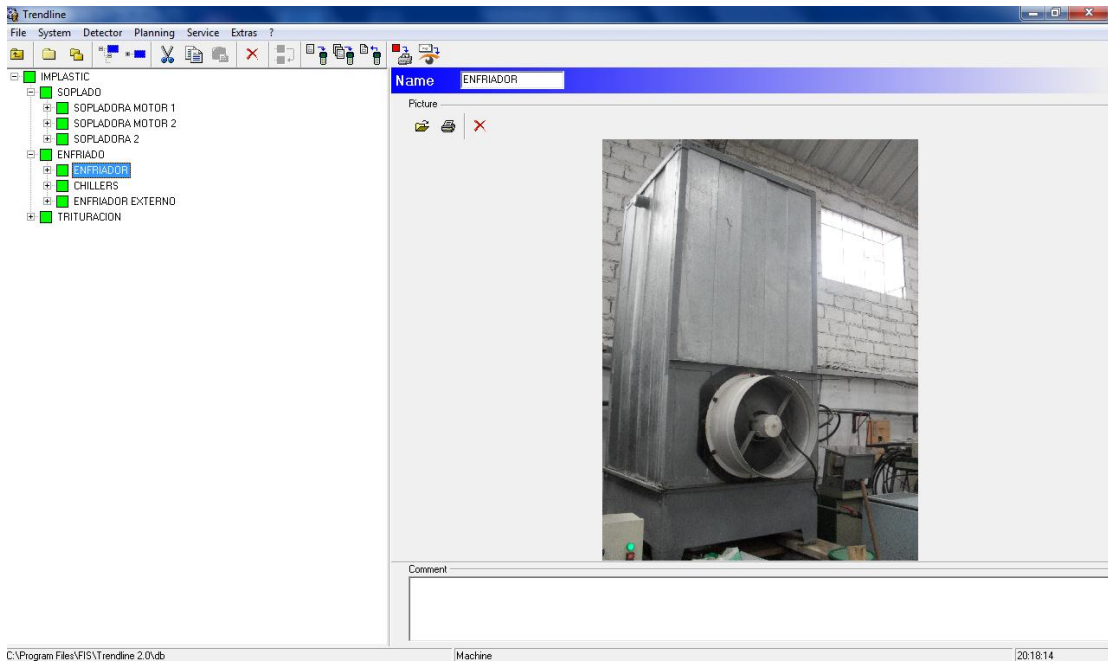 Trendline
File System Detector Planning Service Extras ?
IMPLASTIC
SOPLADO
SOPLADORA MOTOR 1
SOPLADORA MOTOR 2
SOPLADORA 2
ENFRIADO
ENFRIADOR
CHILLERS
ENFRIADOR EXTERNO
TRITURACION
Name ENFRIADOR
Picture
Comment
C:\Program Files\FIS\Trendline 2.0\db Machine 20:18:14